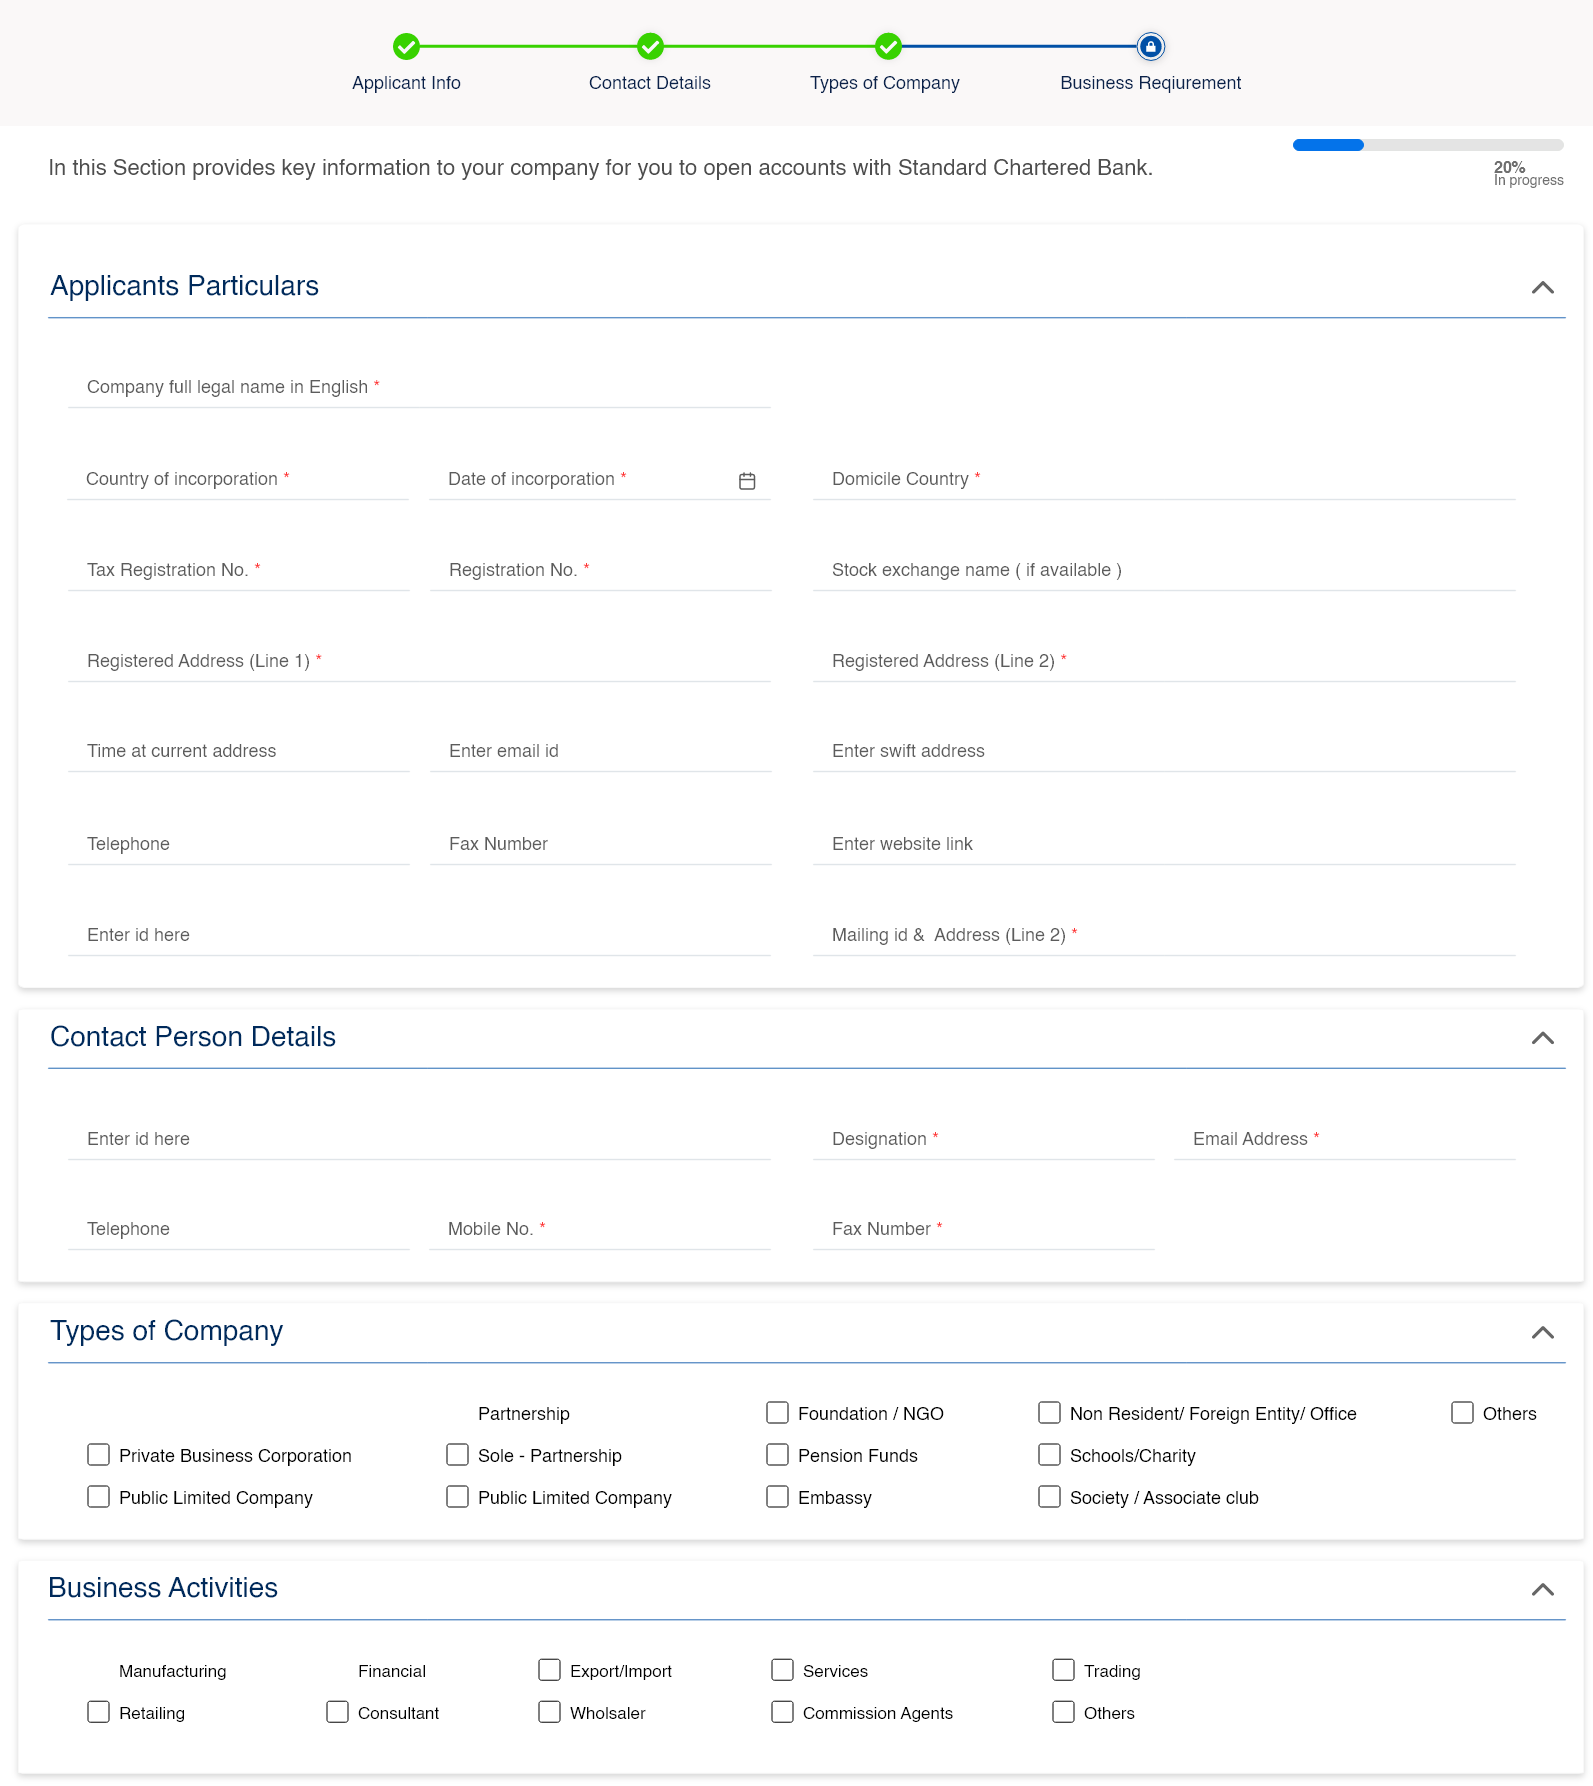 Applicant Info Contact Details Types of Company Business Reqiurement
In this Section provides key information to your company for you to open accounts with Standard Chartered Bank.
20%
In progress
Applicants Particulars
Company full legal name in English *
Country of incorporation * Date of incorporation * Domicile Country *
Tax Registration No. * Registration No. * Stock exchange name ( if available )
Registered Address (Line 1) * Registered Address (Line 2) *
Time at current address Enter email id Enter swift address
Telephone Fax Number Enter website link
Enter id here Mailing id & Address (Line 2) *
Contact Person Details
Enter id here Designation * Email Address *
Telephone Mobile No. * Fax Number *
Types of Company
Partnership Foundation / NGO Non Resident/ Foreign Entity/ Office Others
Private Business Corporation Sole - Partnership Pension Funds Schools/Charity
Public Limited Company Public Limited Company Embassy Society / Associate club
Business Activities
Manufacturing Financial Export/Import Services Trading
Retailing Consultant Wholsaler Commission Agents Others